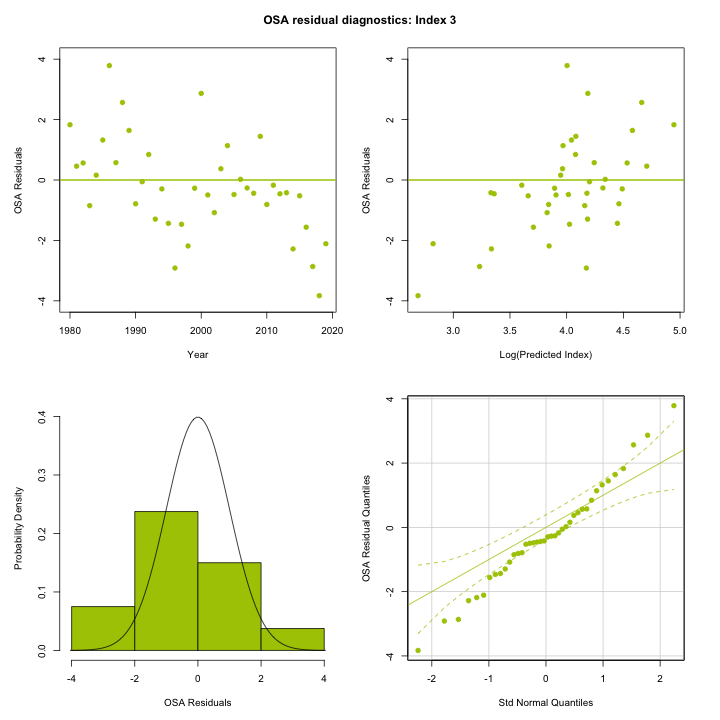 OSA residual diagnostics: Index 3
OSA Residuals
4
2
0
-2
-4
1980 1990 2000 2010 2020
Year
OSA Residuals
4
2
0
-2
-4
3.0 3.5 4.0 4.5 5.0
Log(Predicted Index)
Probability Density
0.4
0.3
0.2
0.1
0.0
-4 -2 0 2 4
OSA Residuals
OSA Residual Quantiles
4
2
0
-2
-4
-2 -1 0 1 2
Std Normal Quantiles